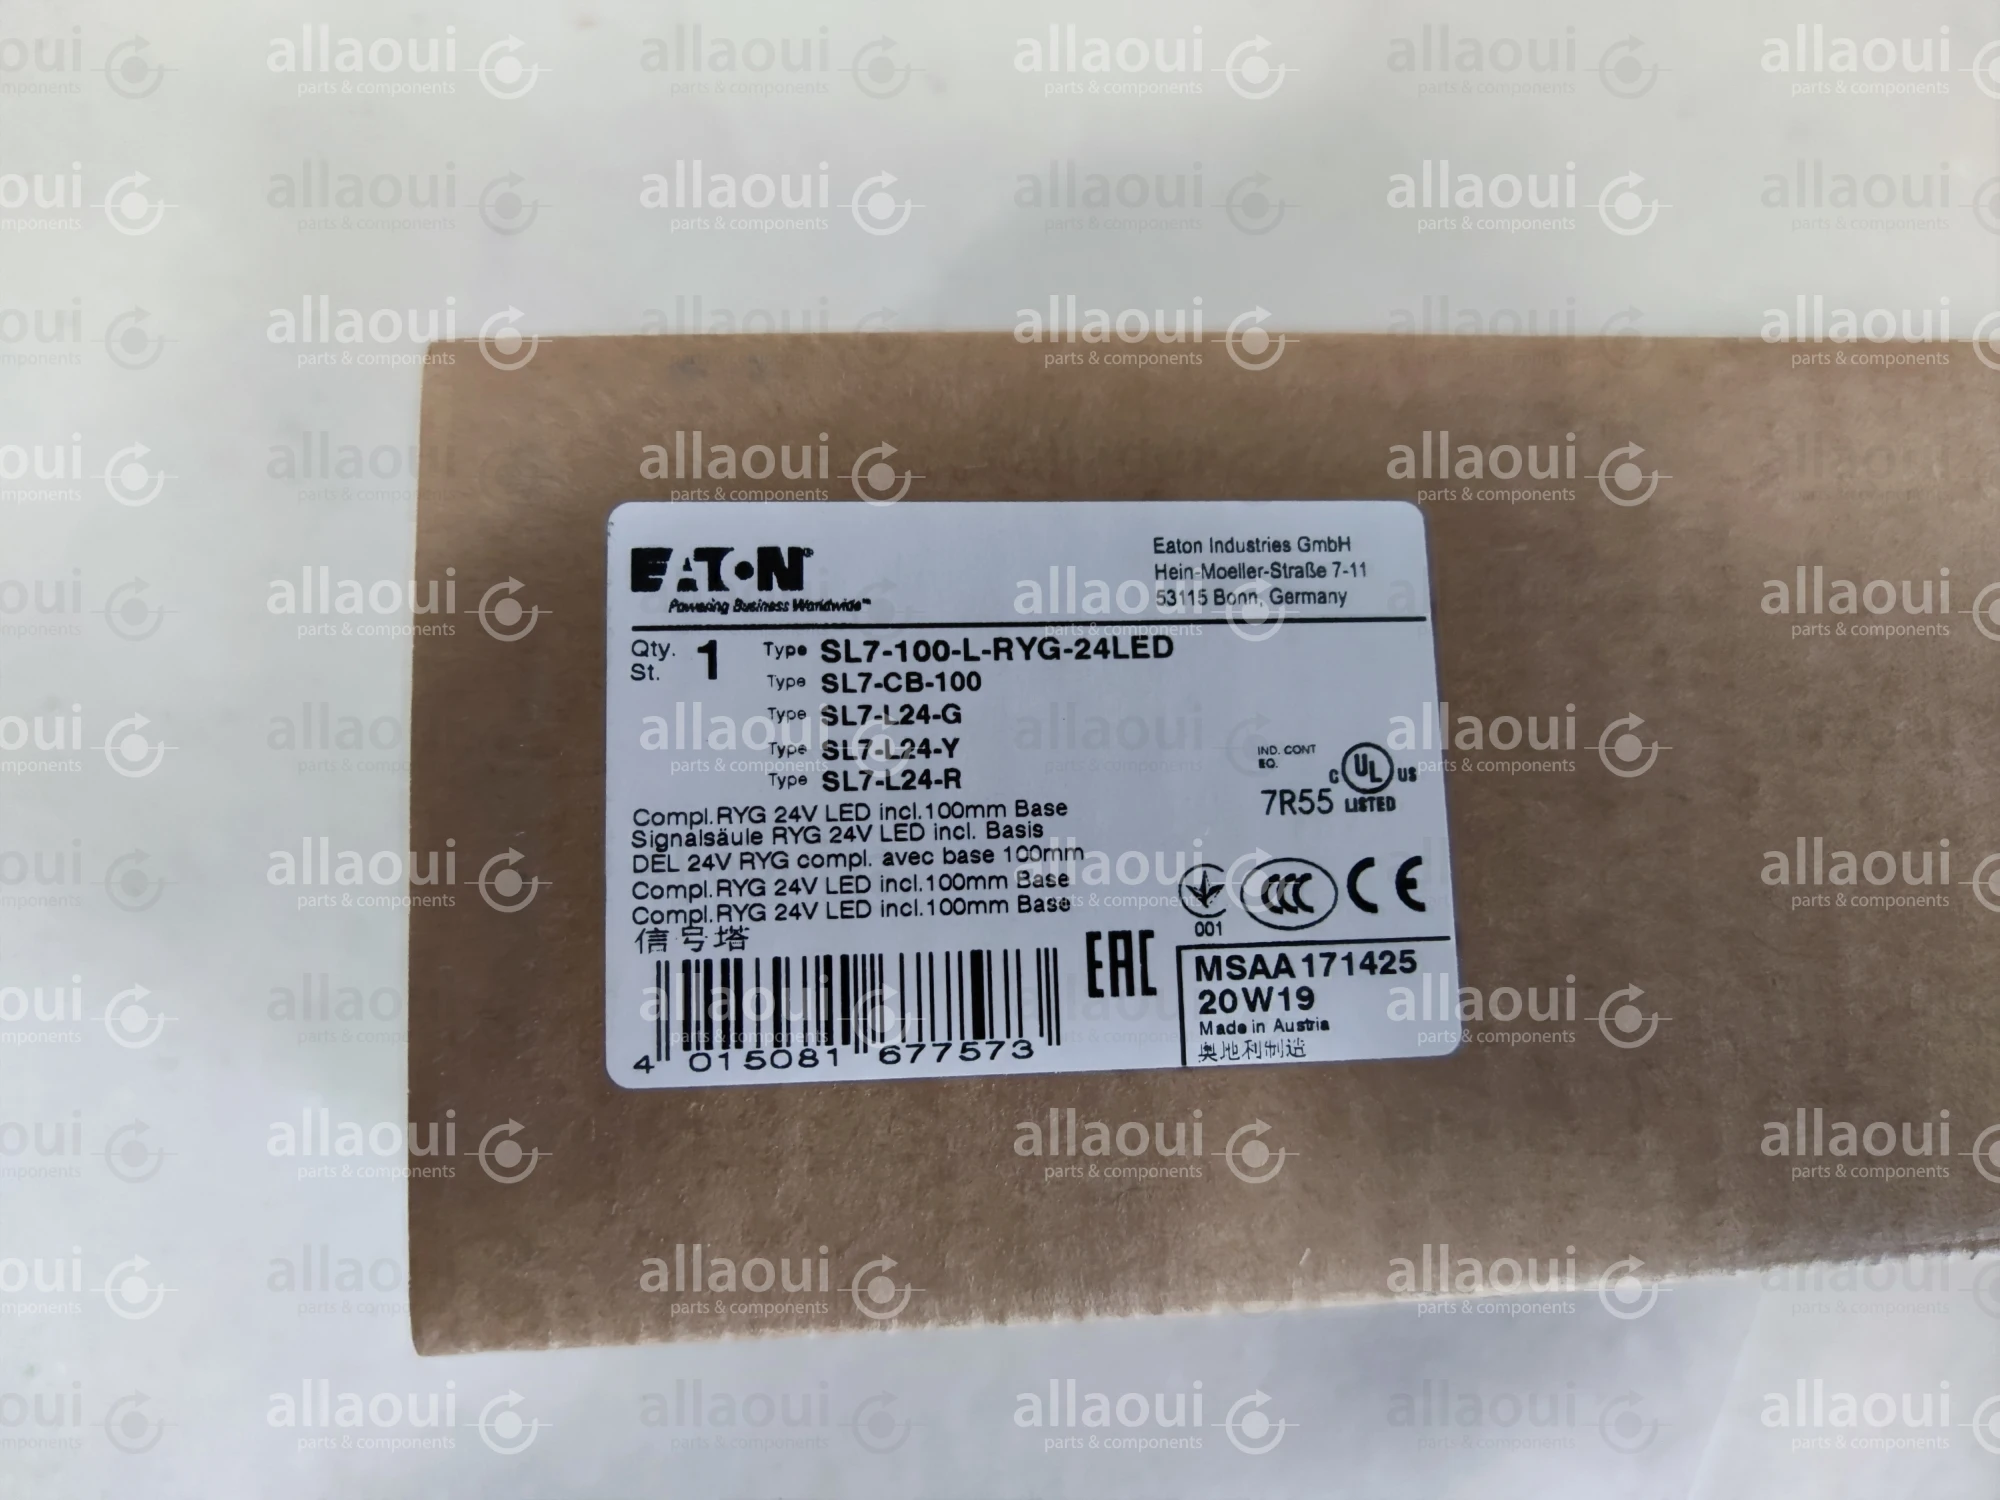 EATON®
Powering Business Worldwide™
Eaton Industries GmbH
Hein-Moeller-Straße 7-11
53115 Bonn, Germany
Qty. St. 1
Type SL7-100-L-RYG-24LED
Type SL7-CB-100
Type SL7-L24-G
Type SL7-L24-Y
Type SL7-L24-R
IND. CONT
EQ.
C UL US
7R55 LISTED
Compl.RYG 24V LED incl.100mm Base
Signalsäule RYG 24V LED incl. Basis
DEL 24V RYG compl. avec base 100mm
Compl.RYG 24V LED incl.100mm Base
Compl.RYG 24V LED incl.100mm Base
信号塔
001
CCC
CE
EAC
MSAA171425
20W19
Made in Austria
奥地利制造
4 015081 677573
allaoui
parts & components